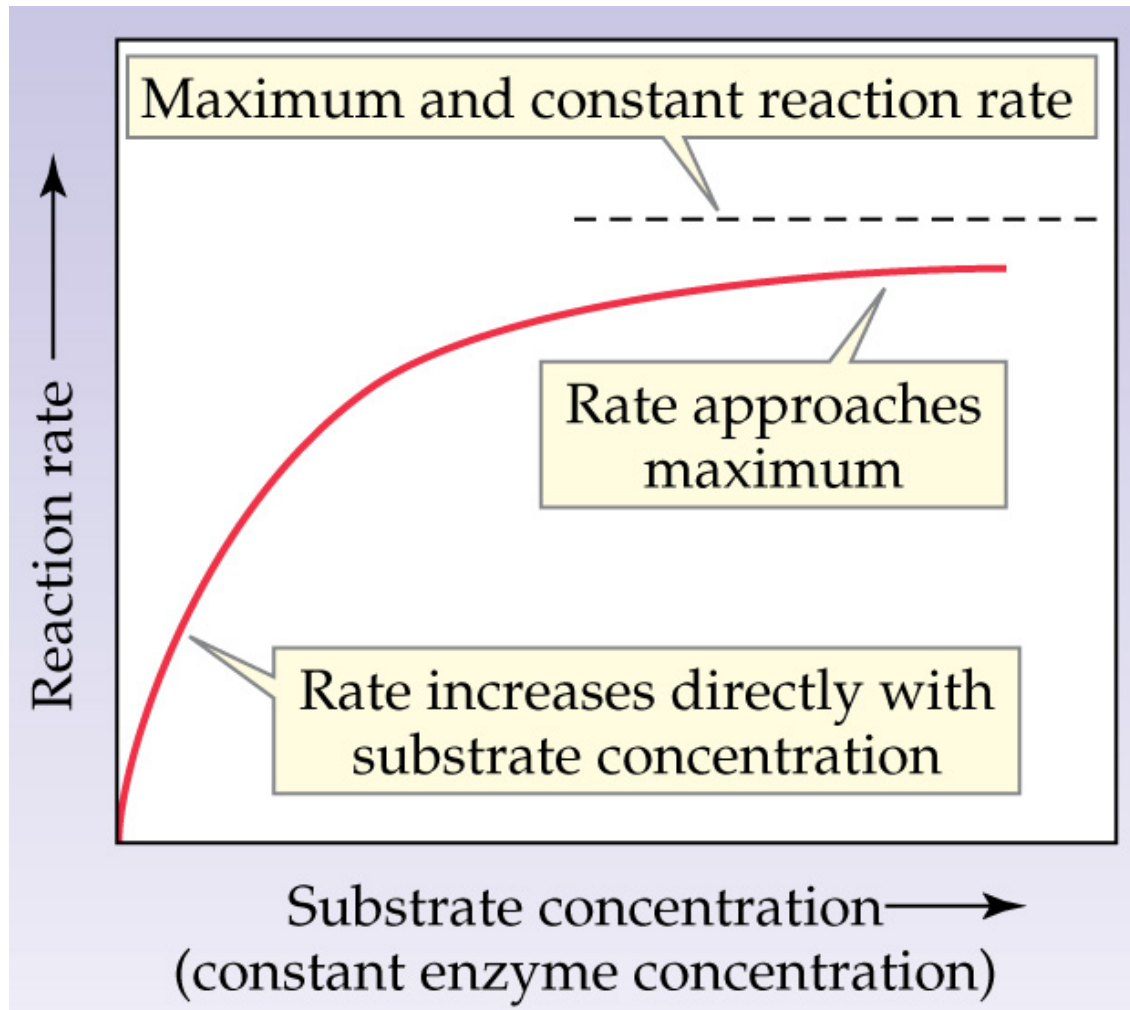 Maximum and constant reaction rate
Reaction rate
Rate approaches
maximum
Rate increases directly with
substrate concentration
Substrate concentration
(constant enzyme concentration)